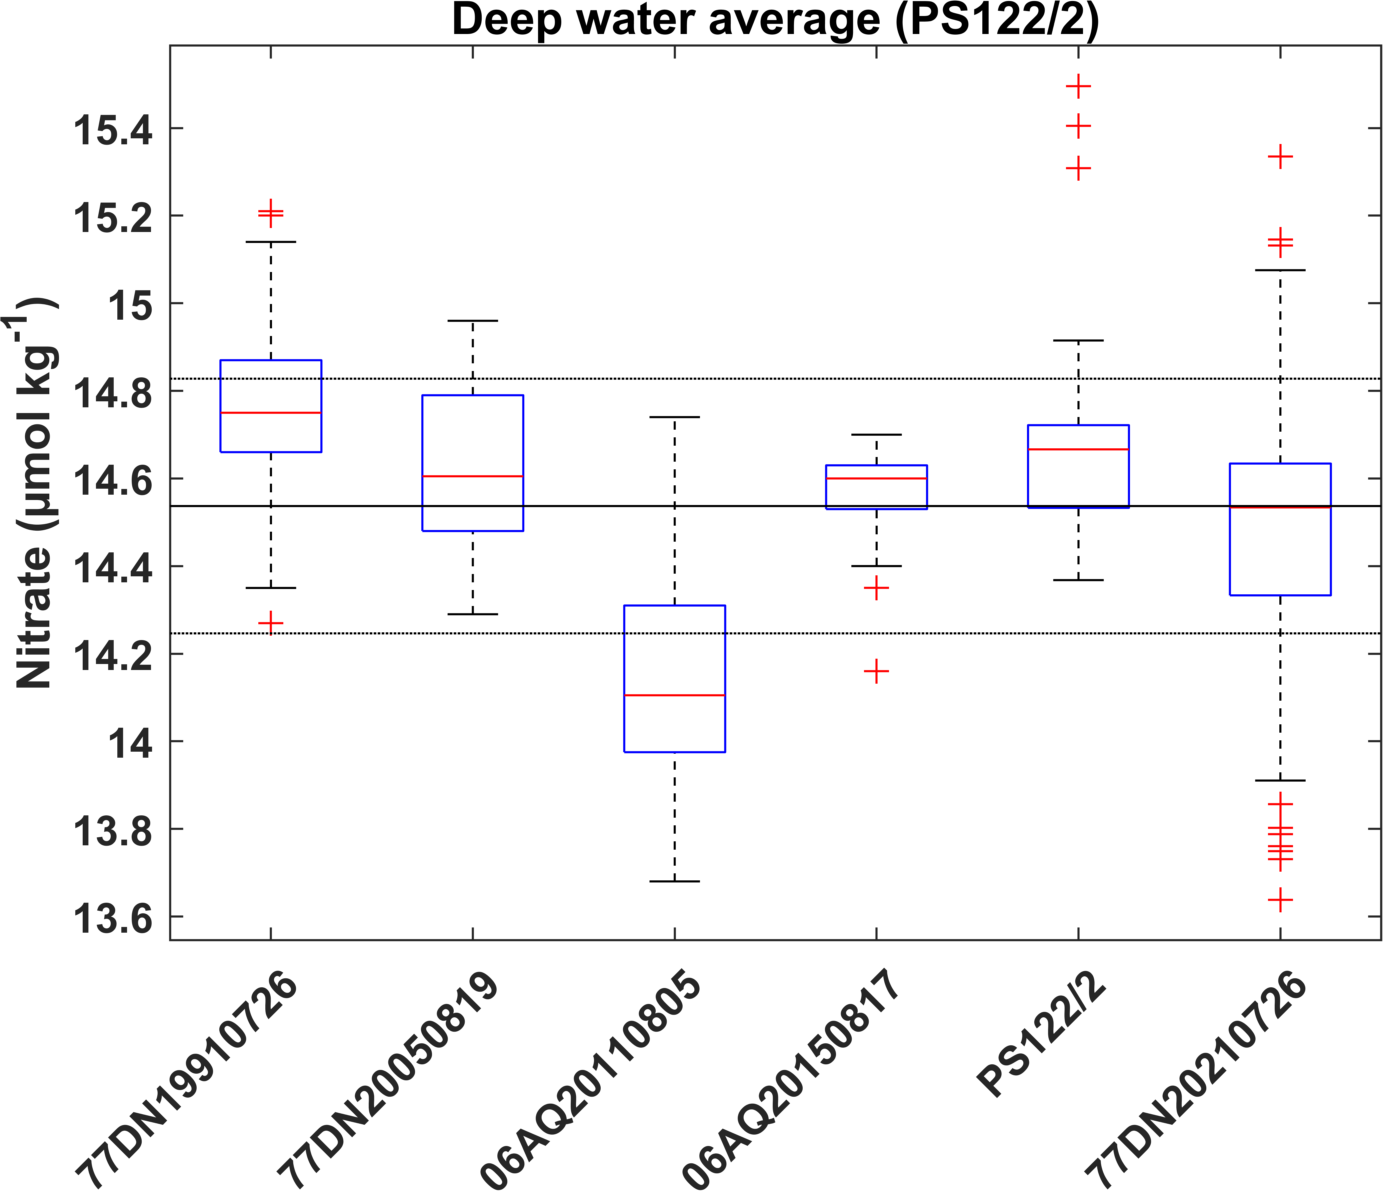 Deep water average (PS122/2)
Nitrate (µmol kg-1)
15.4
15.2
15
14.8
14.6
14.4
14.2
14
13.8
13.6
77DN19910726
77DN20050819
06AQ20110805
06AQ20150817
PS122/2
77DN20210726